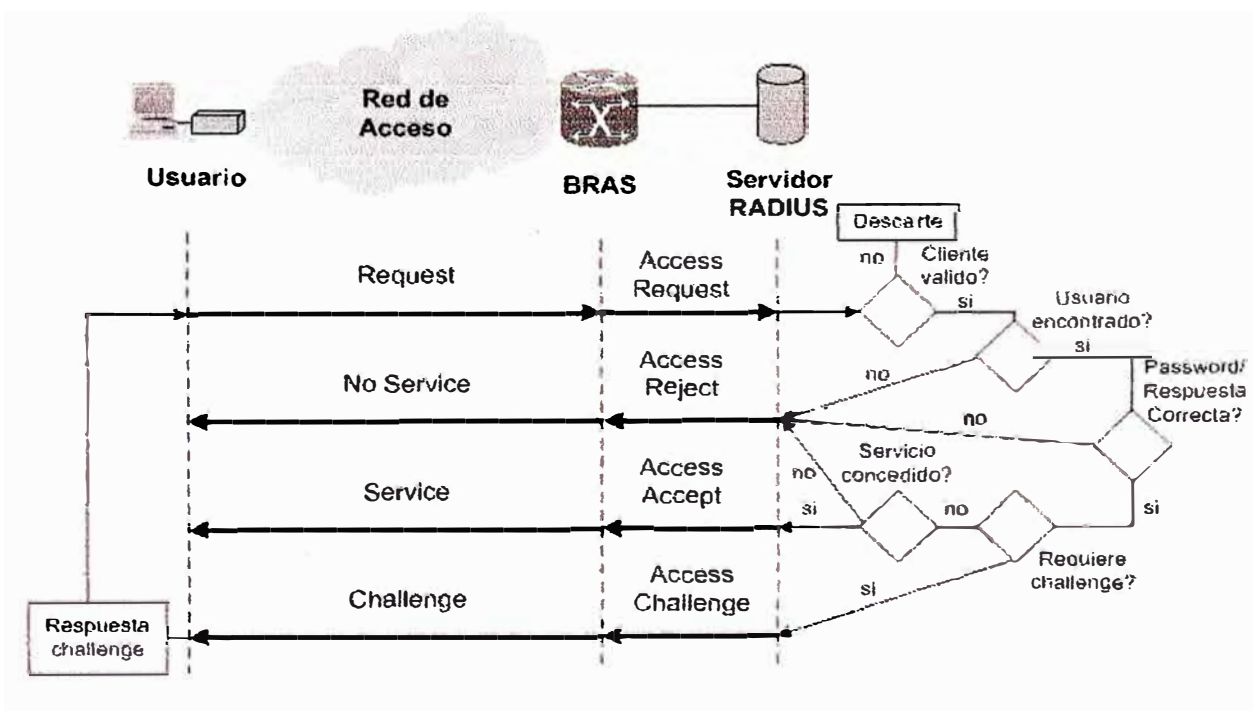 Red de
Acceso
Usuario
BRAS
Servidor
RADIUS
Descarte
no
Cliente
valido?
si
Usuario
encontrado?
si
Request
Access
Request
no
Password/
Respuesta
Correcta?
No Service
Access
Reject
no
Servicio
concedido?
no
Service
Access
Accept
si
no
si
Requiere
challenge?
Challenge
Access
Challenge
si
Respuesta
challenge